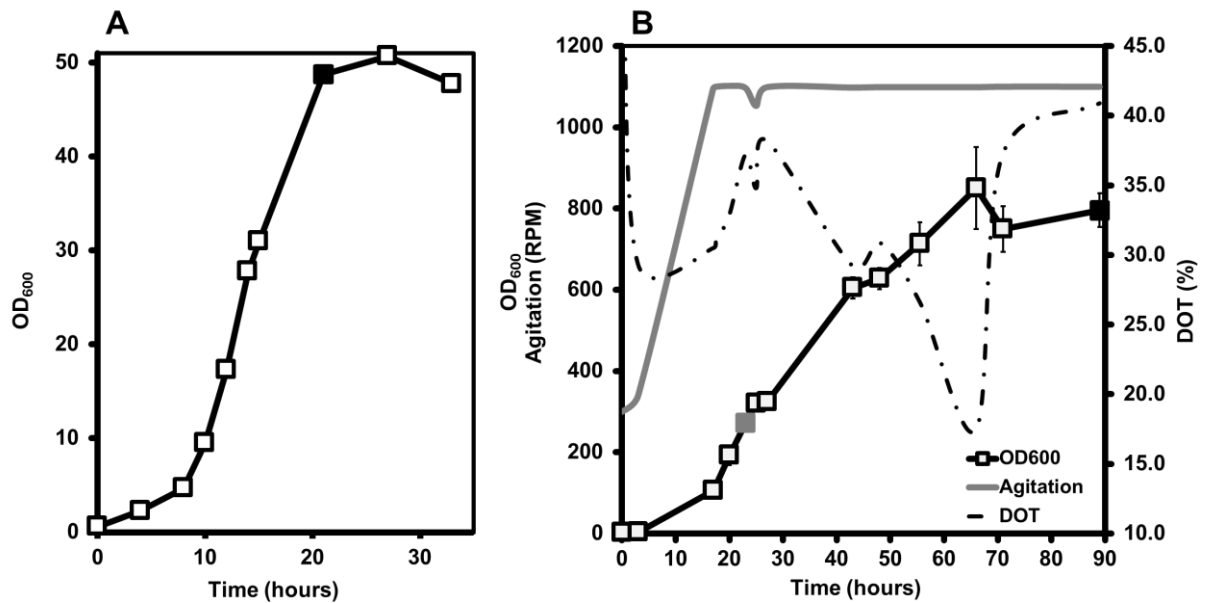 A
50
40
30
20
10
0
OD600
0 10 20 30
Time (hours)
B
1200
1000
800
600
400
200
0
OD600
Agitation (RPM)
45.0
40.0
35.0
30.0
25.0
20.0
15.0
10.0
DOT (%)
OD600
Agitation
DOT
0 10 20 30 40 50 60 70 80 90
Time (hours)